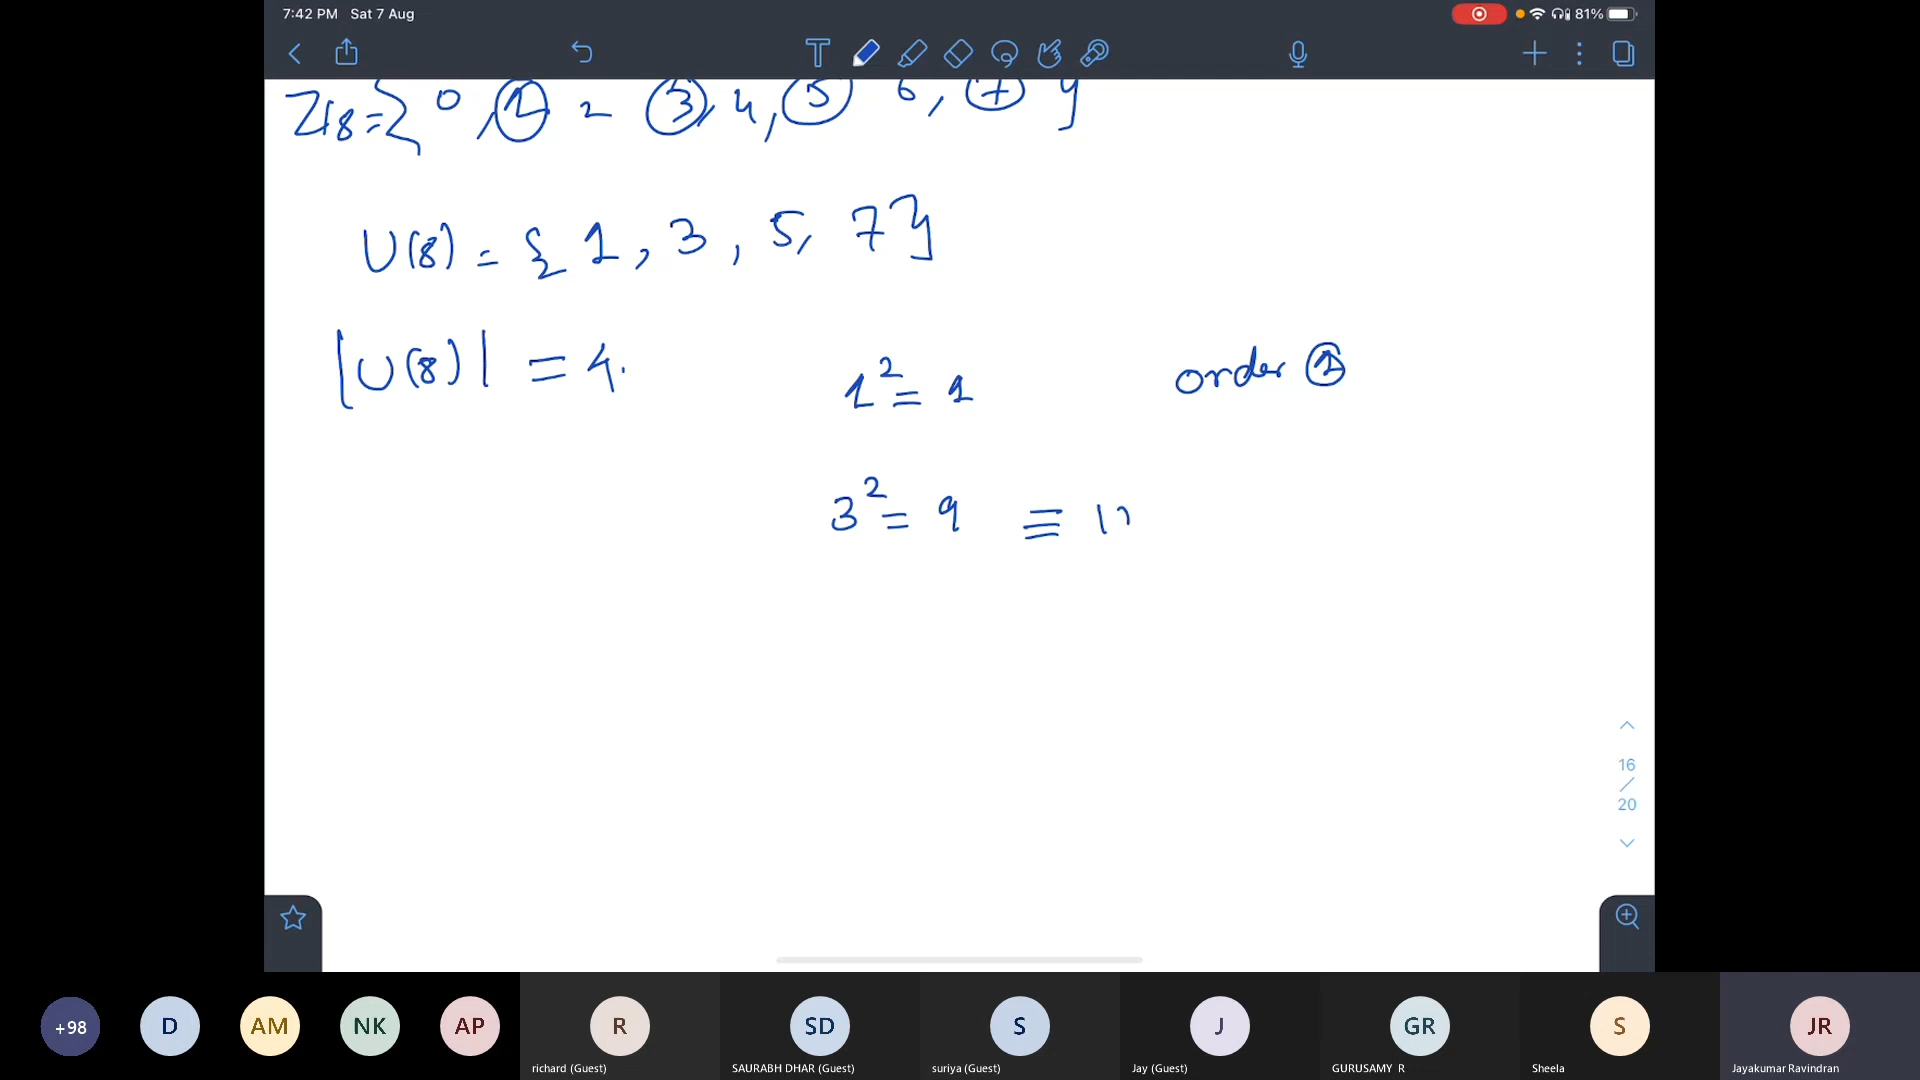 7:42 PM Sat 7 Aug
81%
T
Z8 = { 0, 1 2 3, 4, 5 6, 7 }
U(8) = { 1, 3, 5, 7 }
|U(8)| = 4.
1² = 1 order 1
3² = 9 ≡ 1
16
/
20
+98 D AM NK AP R SD S J GR S JR
richard (Guest) SAURABH DHAR (Guest) suriya (Guest) Jay (Guest) GURUSAMY R Sheela Jayakumar Ravindran